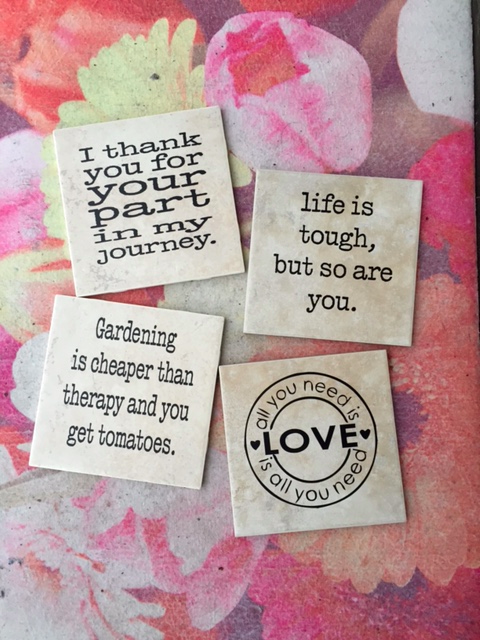 I thank
you for
your
part
in my
journey.
life is
tough,
but so are
you.
Gardening
is cheaper than
therapy and you
get tomatoes.
all you need is
LOVE
is all you need